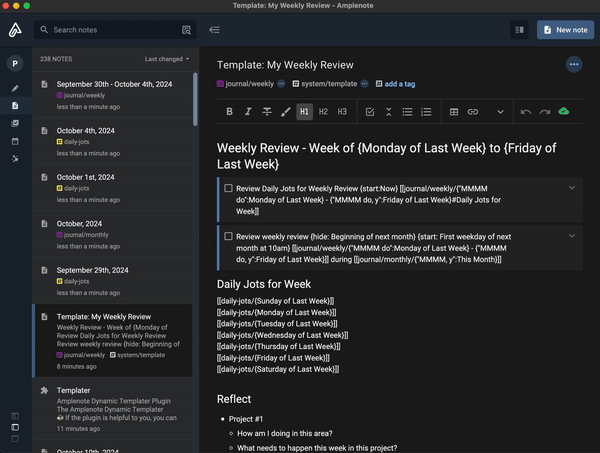 Template: My Weekly Review - Amplenote
Search notes
New note
P
238 NOTES
Last changed
September 30th - October 4th, 2024
journal/weekly
less than a minute ago
October 4th, 2024
daily-jots
less than a minute ago
October 1st, 2024
daily-jots
less than a minute ago
October, 2024
journal/monthly
less than a minute ago
September 29th, 2024
daily-jots
less than a minute ago
Template: My Weekly Review
Weekly Review - Week of {Monday of
Review Daily Jots for Weekly Review
Review weekly review {hide: Beginning of
journal/weekly
system/template
8 minutes ago
Templater
Amplenote Dynamic Templater Plugin
The Amplenote Dynamic Templater
If the plugin is helpful to you, you can
11 minutes ago
October 10th, 2024
Template: My Weekly Review
journal/weekly
system/template
add a tag
B I S H1 H2 H3
Weekly Review - Week of {Monday of Last Week} to {Friday of
Last Week}
Review Daily Jots for Weekly Review {start:Now} [[journal/weekly/{"MMMM
do":Monday of Last Week} - {"MMMM do, y":Friday of Last Week}#Daily Jots for
Week]]
Review weekly review {hide: Beginning of next month} {start: First weekday of next
month at 10am} [[journal/weekly/{"MMMM do":Monday of Last Week} - {"MMMM
do, y":Friday of Last Week}]] during [[journal/monthly/{"MMMM, y":This Month}]]
Daily Jots for Week
[[daily-jots/{Sunday of Last Week}]]
[[daily-jots/{Monday of Last Week}]]
[[daily-jots/{Tuesday of Last Week}]]
[[daily-jots/{Wednesday of Last Week}]]
[[daily-jots/{Thursday of Last Week}]]
[[daily-jots/{Friday of Last Week}]]
[[daily-jots/{Saturday of Last Week}]]
Reflect
Project #1
How am I doing in this area?
What needs to happen this week in this project?